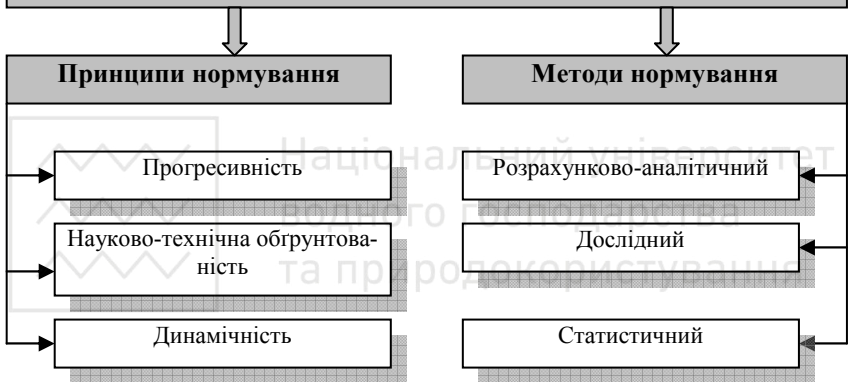 Принципи нормування
Прогресивність
Науково-технічна обґрунтова-
ність
Динамічність
Методи нормування
Розрахунково-аналітичний
Дослідний
Статистичний
Національний університет
водного господарства
та природокористування